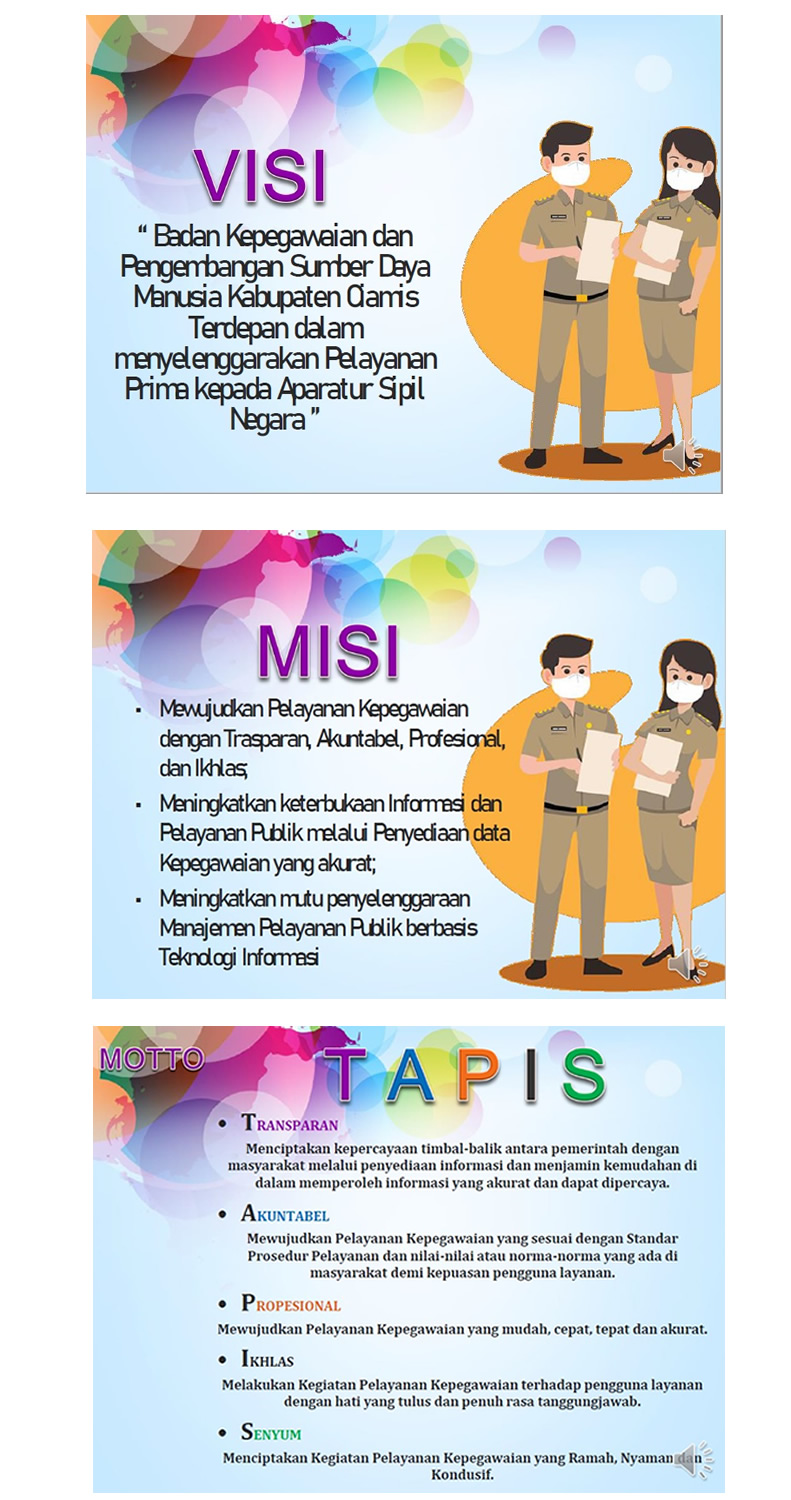 VISI
“ Badan Kepegawaian dan
Pengembangan Sumber Daya
Manusia Kabupaten Ciamis
Terdepan dalam
menyelenggarakan Pelayanan
Prima kepada Aparatur Sipil
Negara ”
MISI
▪ Mewujudkan Pelayanan Kepegawaian
dengan Trasparan, Akuntabel, Profesional,
dan Ikhlas;
▪ Meningkatkan keterbukaan Informasi dan
Pelayanan Publik melalui Penyediaan data
Kepegawaian yang akurat;
▪ Meningkatkan mutu penyelenggaraan
Manajemen Pelayanan Publik berbasis
Teknologi Informasi
MOTTO
T A P I S
• TRANSPARAN
Menciptakan kepercayaan timbal-balik antara pemerintah dengan
masyarakat melalui penyediaan informasi dan menjamin kemudahan di
dalam memperoleh informasi yang akurat dan dapat dipercaya.
• AKUNTABEL
Mewujudkan Pelayanan Kepegawaian yang sesuai dengan Standar
Prosedur Pelayanan dan nilai-nilai atau norma-norma yang ada di
masyarakat demi kepuasan pengguna layanan.
• PROPESIONAL
Mewujudkan Pelayanan Kepegawaian yang mudah, cepat, tepat dan akurat.
• IKHLAS
Melakukan Kegiatan Pelayanan Kepegawaian terhadap pengguna layanan
dengan hati yang tulus dan penuh rasa tanggungjawab.
• SENYUM
Menciptakan Kegiatan Pelayanan Kepegawaian yang Ramah, Nyaman dan
Kondusif.